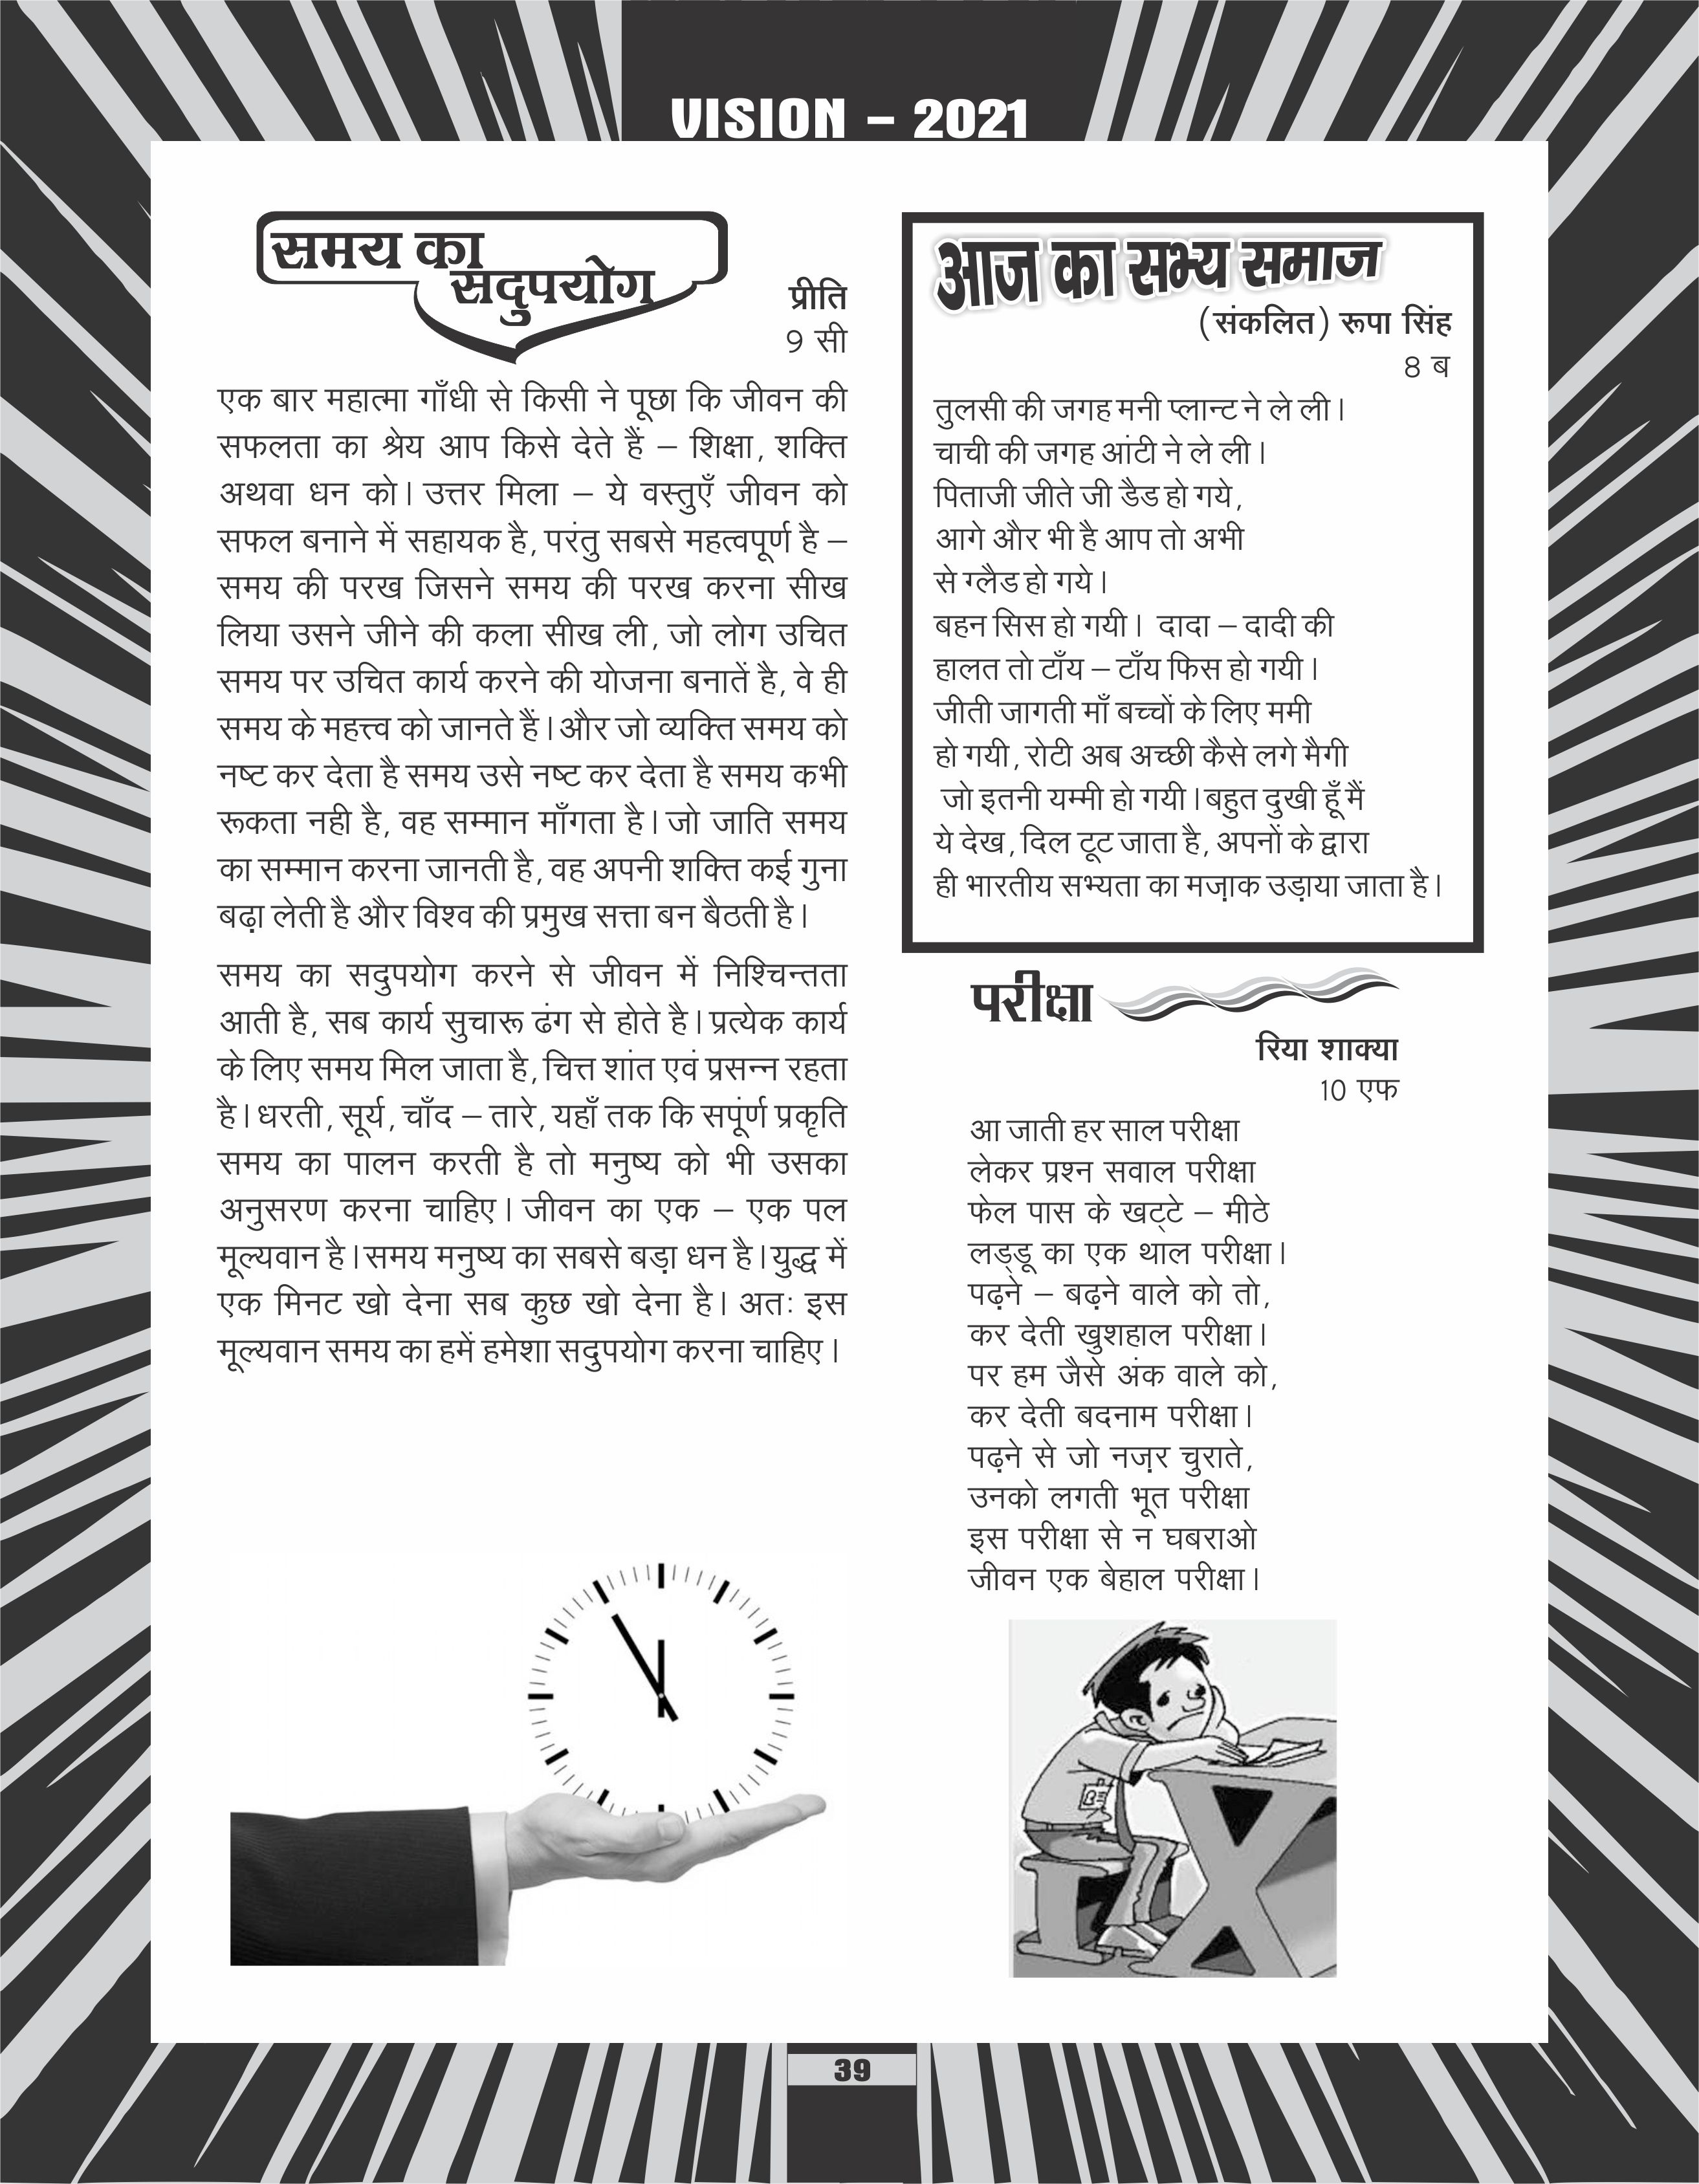 VISION – 2021
समय का
सदुपयोग
प्रीति
9 सी
एक बार महात्मा गाँधी से किसी ने पूछा कि जीवन की
सफलता का श्रेय आप किसे देते हैं – शिक्षा, शक्ति
अथवा धन को। उत्तर मिला – ये वस्तुएँ जीवन को
सफल बनाने में सहायक है, परंतु सबसे महत्वपूर्ण है –
समय की परख जिसने समय की परख करना सीख
लिया उसने जीने की कला सीख ली, जो लोग उचित
समय पर उचित कार्य करने की योजना बनातें है, वे ही
समय के महत्त्व को जानते हैं। और जो व्यक्ति समय को
नष्ट कर देता है समय उसे नष्ट कर देता है समय कभी
रूकता नही है, वह सम्मान माँगता है। जो जाति समय
का सम्मान करना जानती है, वह अपनी शक्ति कई गुना
बढ़ा लेती है और विश्व की प्रमुख सत्ता बन बैठती है।
समय का सदुपयोग करने से जीवन में निश्चिन्तता
आती है, सब कार्य सुचारू ढंग से होते है। प्रत्येक कार्य
के लिए समय मिल जाता है, चित्त शांत एवं प्रसन्न रहता
है। धरती, सूर्य, चाँद – तारे, यहाँ तक कि सपूंर्ण प्रकृति
समय का पालन करती है तो मनुष्य को भी उसका
अनुसरण करना चाहिए। जीवन का एक – एक पल
मूल्यवान है। समय मनुष्य का सबसे बड़ा धन है। युद्ध में
एक मिनट खो देना सब कुछ खो देना है। अतः इस
मूल्यवान समय का हमें हमेशा सदुपयोग करना चाहिए।
आज का सभ्य समाज
(संकलित) रूपा सिंह
8 ब
तुलसी की जगह मनी प्लान्ट ने ले ली।
चाची की जगह आंटी ने ले ली।
पिताजी जीते जी डैड हो गये,
आगे और भी है आप तो अभी
से ग्लैड हो गये।
बहन सिस हो गयी। दादा – दादी की
हालत तो टाँय – टाँय फिस हो गयी।
जीती जागती माँ बच्चों के लिए ममी
हो गयी, रोटी अब अच्छी कैसे लगे मैगी
जो इतनी यम्मी हो गयी। बहुत दुखी हूँ मैं
ये देख, दिल टूट जाता है, अपनों के द्वारा
ही भारतीय सभ्यता का मज़ाक उड़ाया जाता है।
परीक्षा
रिया शाक्या
10 एफ
आ जाती हर साल परीक्षा
लेकर प्रश्न सवाल परीक्षा
फेल पास के खट्टे – मीठे
लड्डू का एक थाल परीक्षा।
पढ़ने – बढ़ने वाले को तो,
कर देती खुशहाल परीक्षा।
पर हम जैसे अंक वाले को,
कर देती बदनाम परीक्षा।
पढ़ने से जो नज़र चुराते,
उनको लगती भूत परीक्षा
इस परीक्षा से न घबराओ
जीवन एक बेहाल परीक्षा।
39